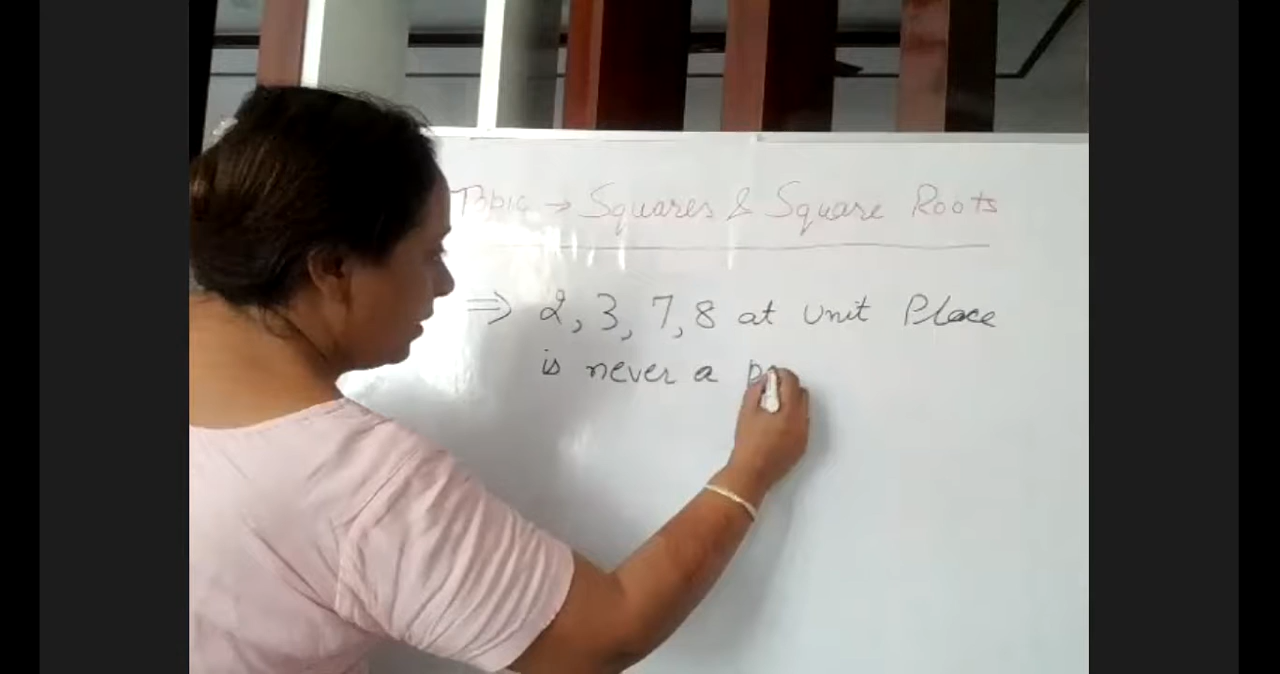 Topic → Squares & Square Roots
⇒ 2, 3, 7, 8 at Unit Place
is never a